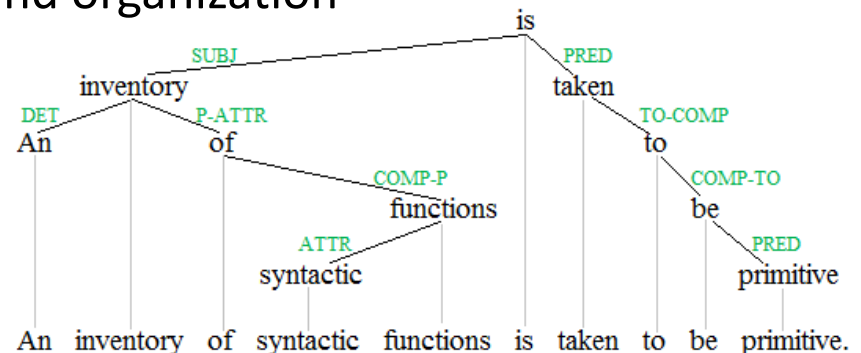 nd organization
is
SUBJ PRED
inventory taken
DET P-ATTR TO-COMP
An of to
COMP-P COMP-TO
functions be
ATTR PRED
syntactic primitive
An inventory of syntactic functions is taken to be primitive.